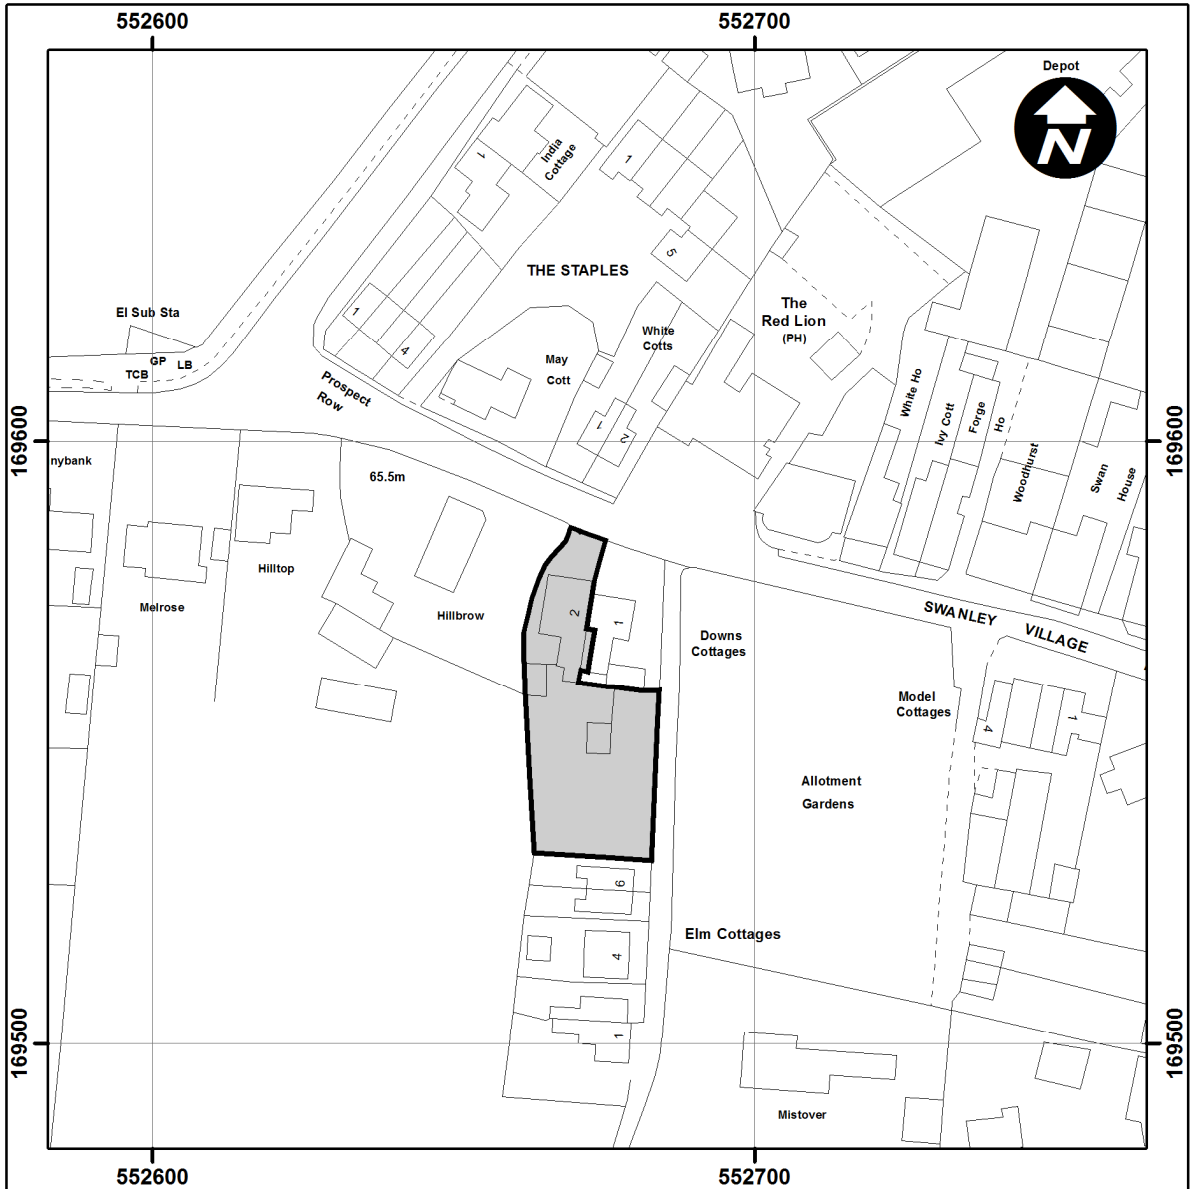 552600
552700
Depot
N
India
Cottage
1
1
5
THE STAPLES
The
Red Lion
(PH)
El Sub Sta
GP
LB
TCB
1
4
White
Cotts
May
Cott
Prospect
Row
1
2
White Ho
Ivy Cott
Forge
Ho
Woodhurst
Swan
House
169600
169600
nybank
65.5m
Hilltop
Melrose
Hillbrow
2
1
SWANLEY VILLAGE
Downs
Cottages
Model
Cottages
4
1
Allotment
Gardens
6
Elm Cottages
4
1
169500
169500
Mistover
552600
552700